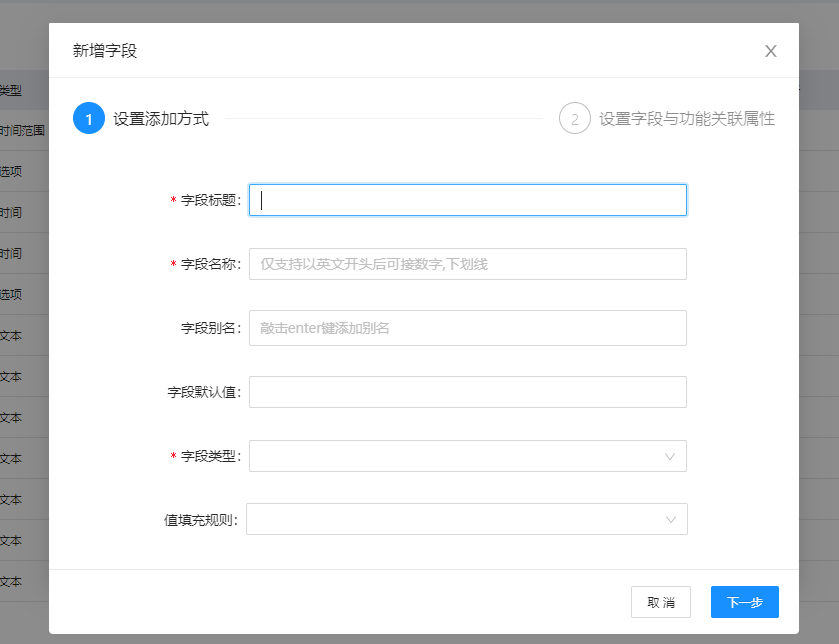 新增字段
X
类型
时间范围
选项
时间
时间
选项
文本
文本
文本
文本
文本
文本
文本
1 设置添加方式
2 设置字段与功能关联属性
* 字段标题:
* 字段名称: 仅支持以英文开头后可接数字,下划线
字段别名: 敲击enter键添加别名
字段默认值:
* 字段类型:
值填充规则:
取 消 下一步